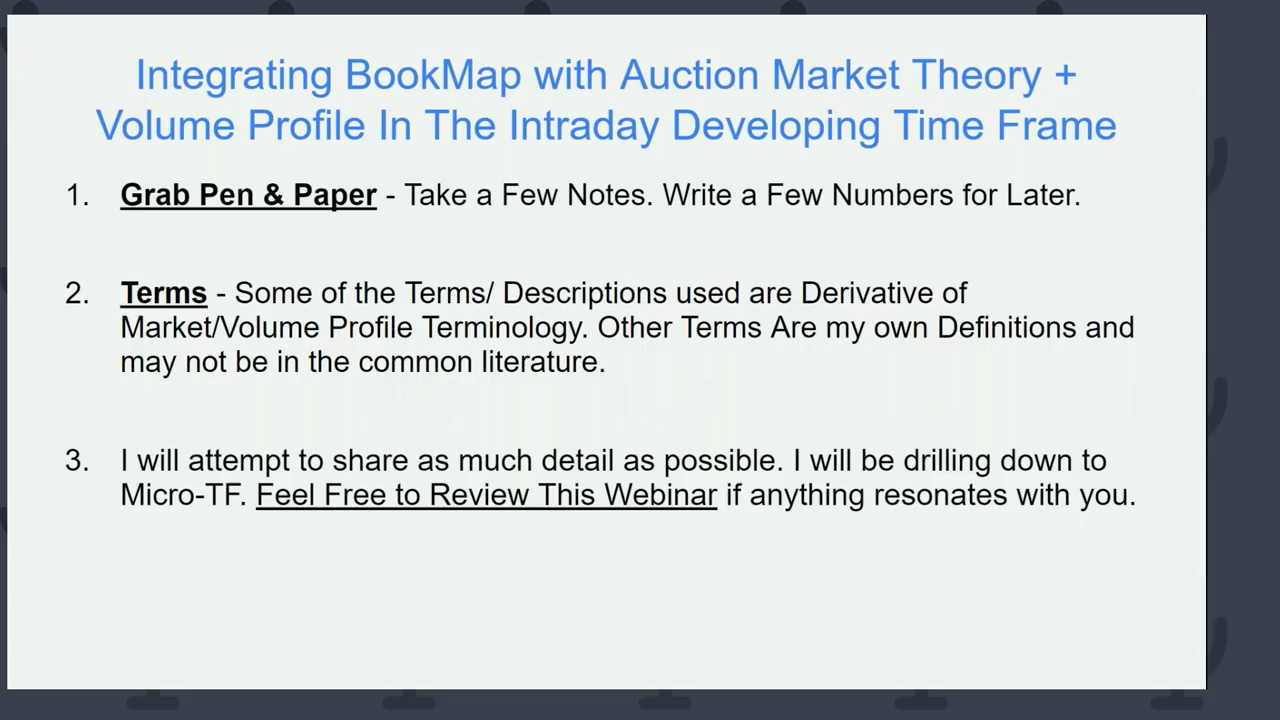 Integrating BookMap with Auction Market Theory +
Volume Profile In The Intraday Developing Time Frame
1. Grab Pen & Paper - Take a Few Notes. Write a Few Numbers for Later.
2. Terms - Some of the Terms/ Descriptions used are Derivative of
Market/Volume Profile Terminology. Other Terms Are my own Definitions and
may not be in the common literature.
3. I will attempt to share as much detail as possible. I will be drilling down to
Micro-TF. Feel Free to Review This Webinar if anything resonates with you.